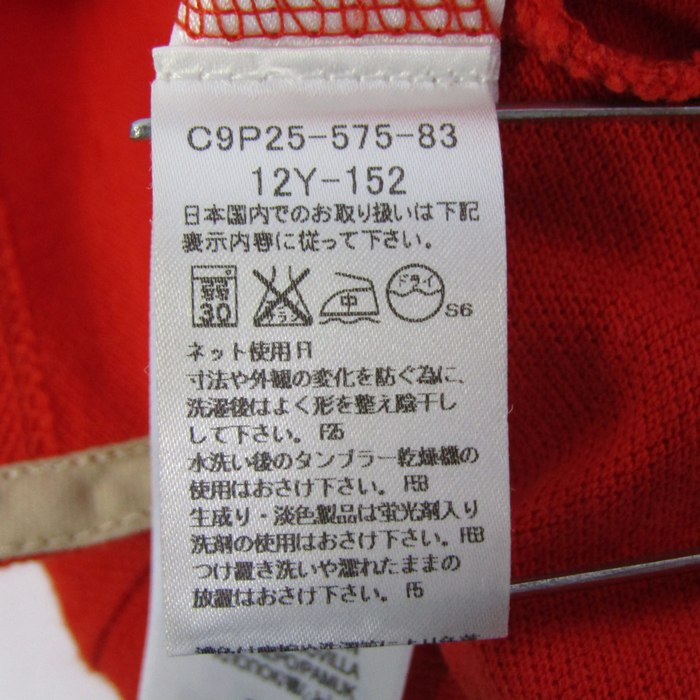 C9P25-575-83
12Y-152
日本国内でのお取り扱いは下記
表示内容に従って下さい。
30 中 ドライ S6
ネット使用
寸法や外観の変化を防ぐ為に、
洗濯後はよく形を整え陰干し
して下さい。 F25
水洗い後のタンブラー乾燥機の
使用はおさけ下さい。
生成り・淡色製品は蛍光剤入り
洗剤の使用はおさけ下さい。
つけ置き洗いや濡れたままの
放置はおさけ下さい。 F5